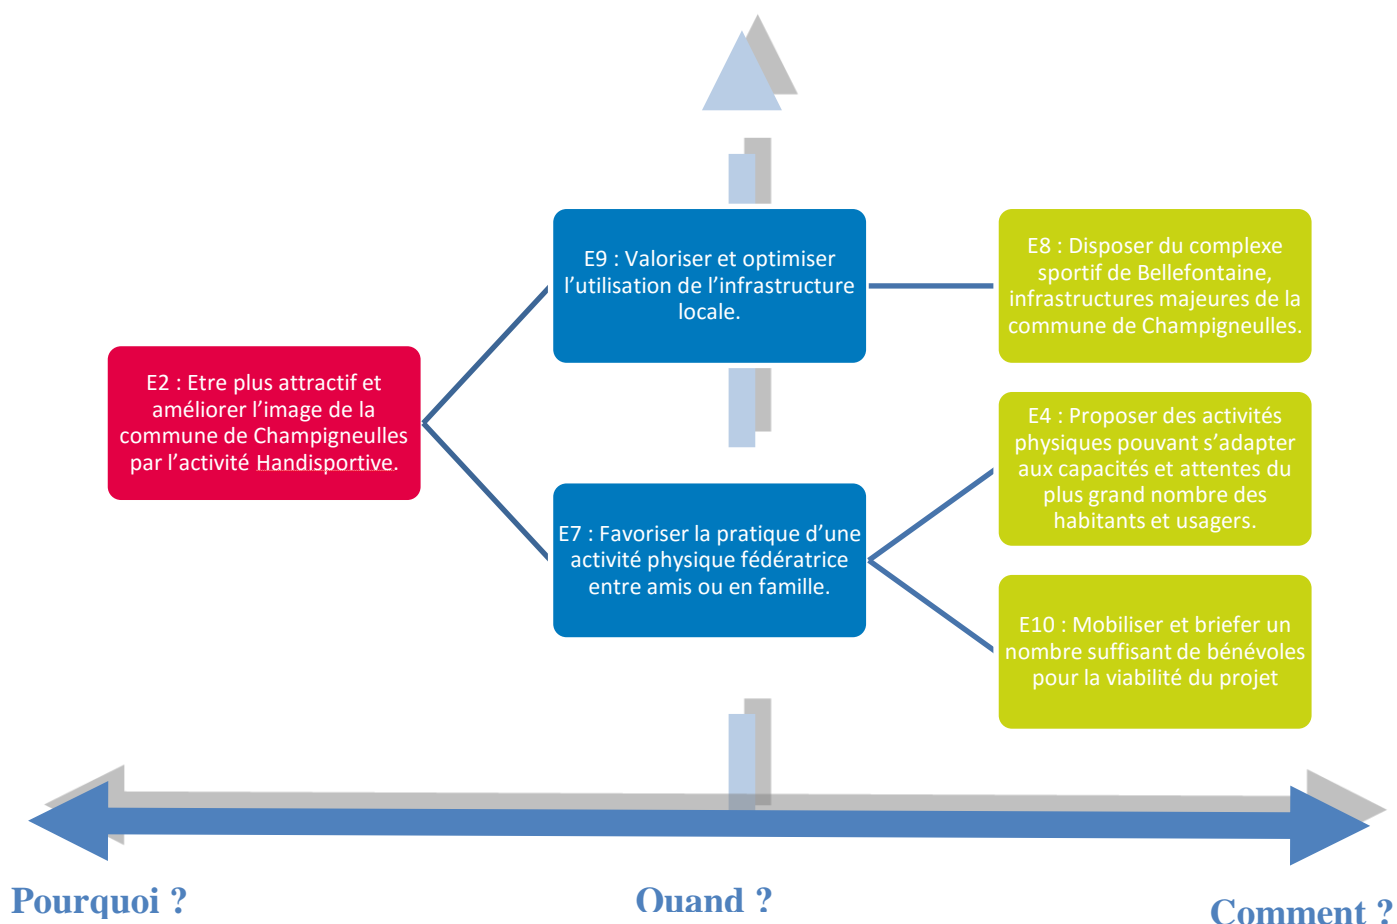 E9 : Valoriser et optimiser
l’utilisation de l’infrastructure
locale.
E8 : Disposer du complexe
sportif de Bellefontaine,
infrastructures majeures de la
commune de Champigneulles.
E2 : Etre plus attractif et
améliorer l’image de la
commune de Champigneulles
par l’activité Handisportive.
E4 : Proposer des activités
physiques pouvant s’adapter
aux capacités et attentes du
plus grand nombre des
habitants et usagers.
E7 : Favoriser la pratique d’une
activité physique fédératrice
entre amis ou en famille.
E10 : Mobiliser et briefer un
nombre suffisant de bénévoles
pour la viabilité du projet
Pourquoi ?
Quand ?
Comment ?